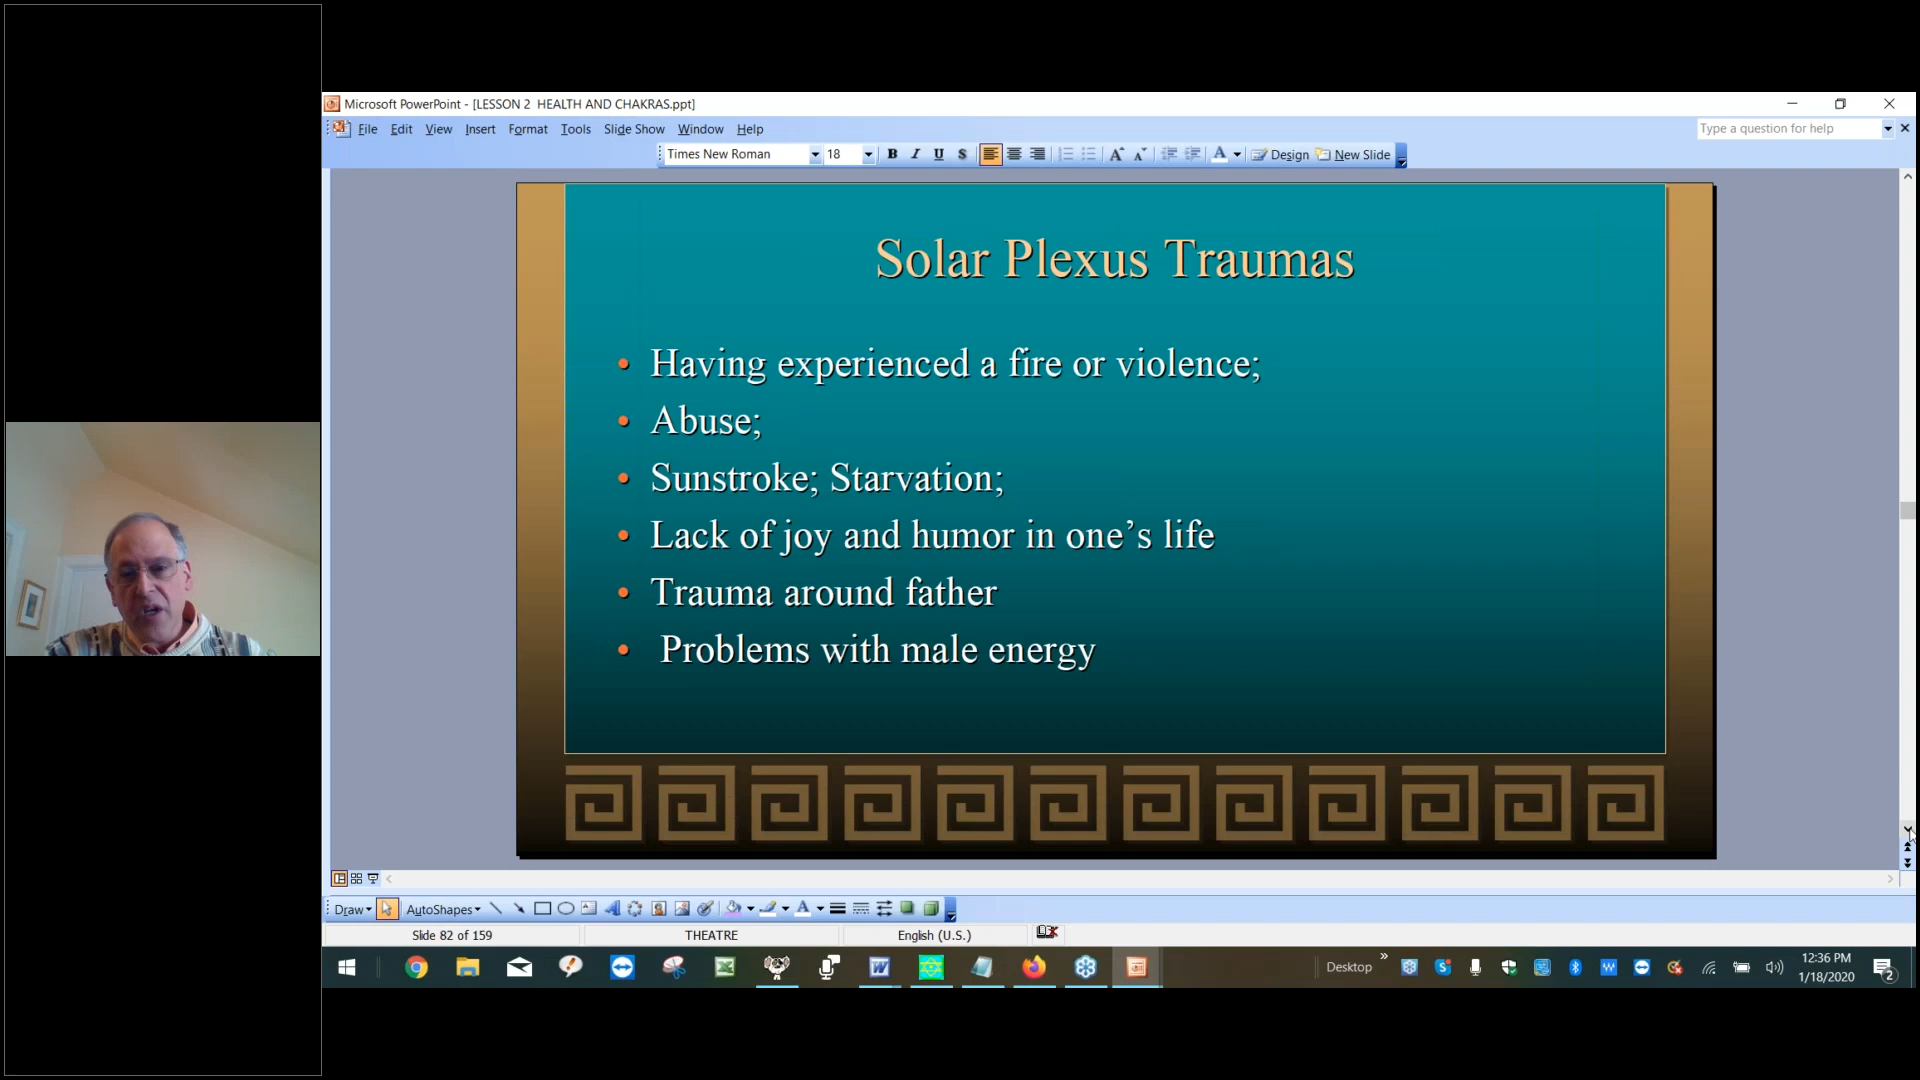 Microsoft PowerPoint - [LESSON 2  HEALTH AND CHAKRAS.ppt]
File Edit View Insert Format Tools Slide Show Window Help
Type a question for help
Times New Roman 18 B I U S A A A Design New Slide
Solar Plexus Traumas
• Having experienced a fire or violence;
• Abuse;
• Sunstroke; Starvation;
• Lack of joy and humor in one’s life
• Trauma around father
• Problems with male energy
Draw AutoShapes A
Slide 82 of 159 THEATRE English (U.S.)
Desktop
12:36 PM
1/18/2020
2